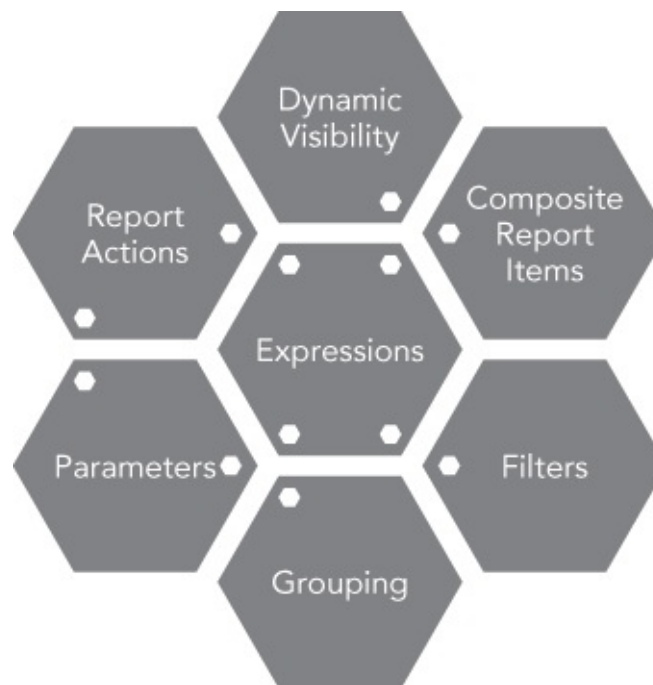 Dynamic
Visibility
Report
Actions
Composite
Report
Items
Expressions
Parameters
Filters
Grouping